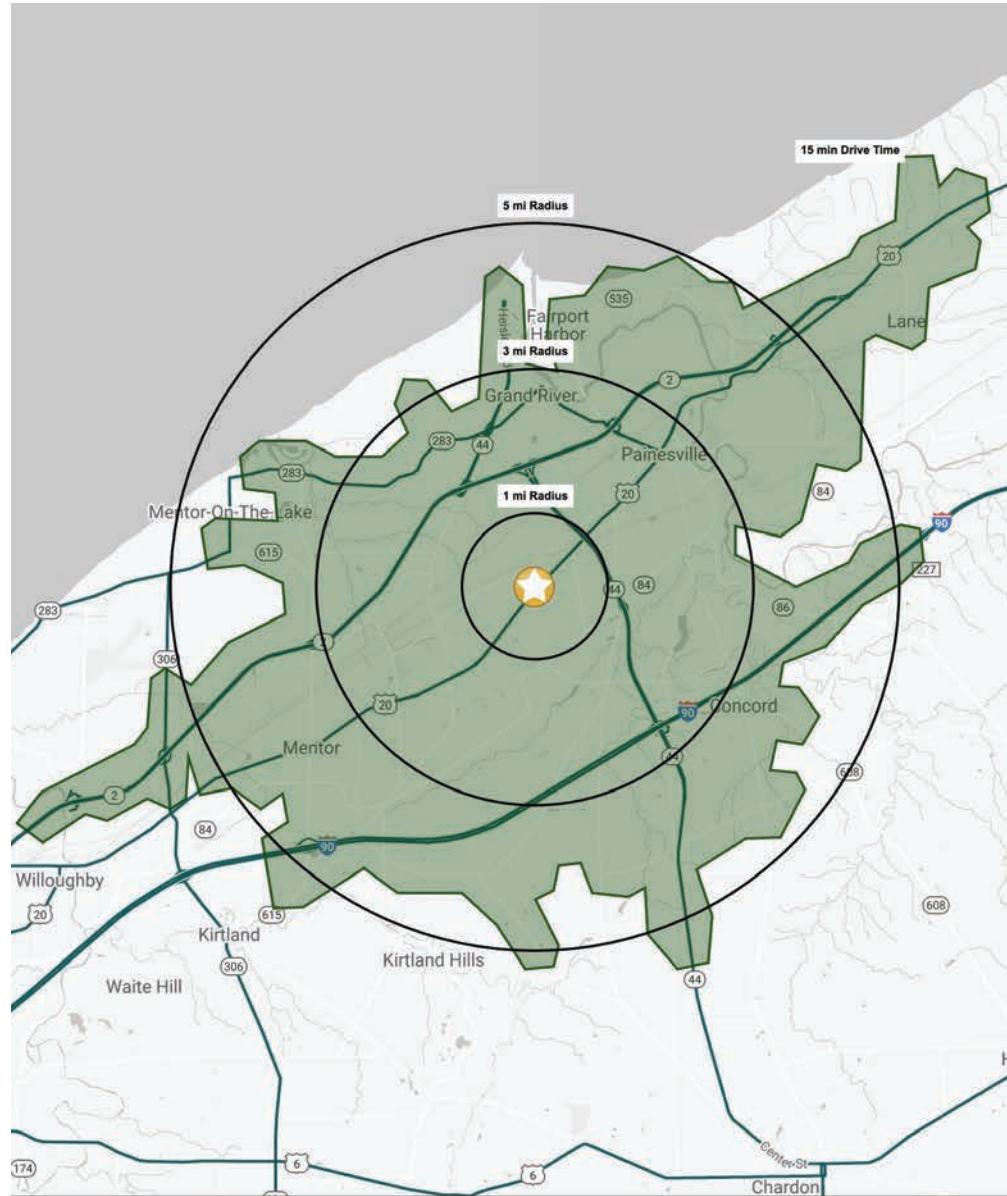 15 min Drive Time
5 mi Radius
20
535
Fairport
Harbor
Lane
3 mi Radius
2
Grand River
283
44
Painesville
283
84
1 mi Radius
20
Mentor-On-The Lake
90
615
227
44
84
283
86
306
2
20
90
Concord
Mentor
44
608
2
84
90
Willoughby
20
615
608
Kirtland
Kirtland Hills
306
44
Waite Hill
Center St
174
6
6
Chardon